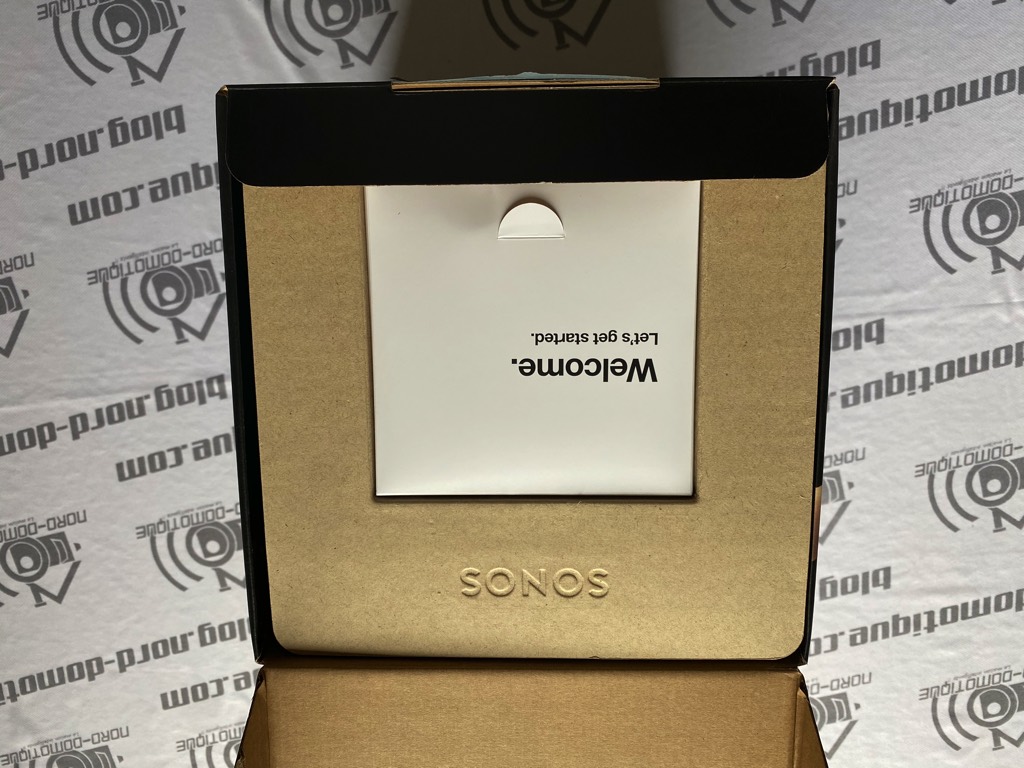 Welcome.
Let's get started.
SONOS
blog.nord-domotique.com
NORD-DOMOTIQUE